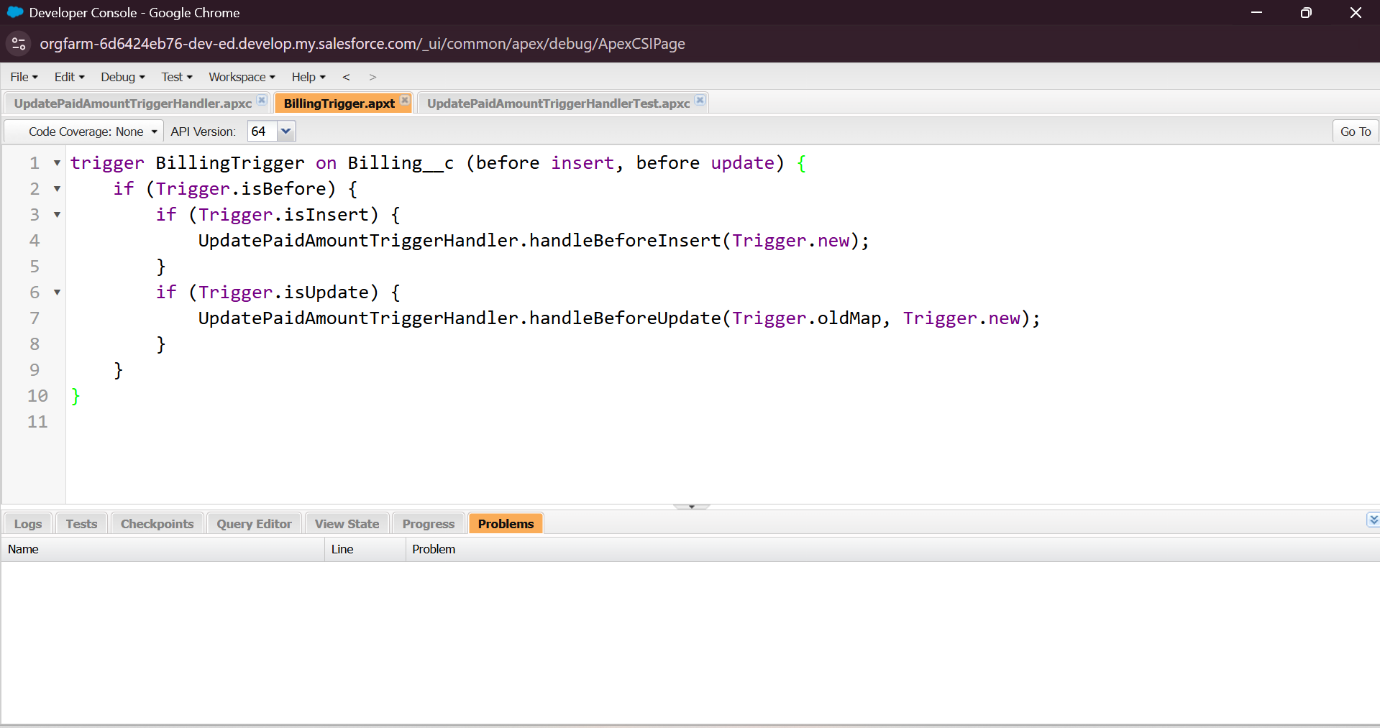 Developer Console - Google Chrome
orgfarm-6d6424eb76-dev-ed.develop.my.salesforce.com/_ui/common/apex/debug/ApexCSIPage
File Edit Debug Test Workspace Help < >
UpdatePaidAmountTriggerHandler.apxc BillingTrigger.apxt UpdatePaidAmountTriggerHandlerTest.apxc
Code Coverage: None API Version: 64 Go To
1 trigger BillingTrigger on Billing__c (before insert, before update) {
2     if (Trigger.isBefore) {
3         if (Trigger.isInsert) {
4             UpdatePaidAmountTriggerHandler.handleBeforeInsert(Trigger.new);
5         }
6         if (Trigger.isUpdate) {
7             UpdatePaidAmountTriggerHandler.handleBeforeUpdate(Trigger.oldMap, Trigger.new);
8         }
9     }
10 }
11
Logs Tests Checkpoints Query Editor View State Progress Problems
Name Line Problem